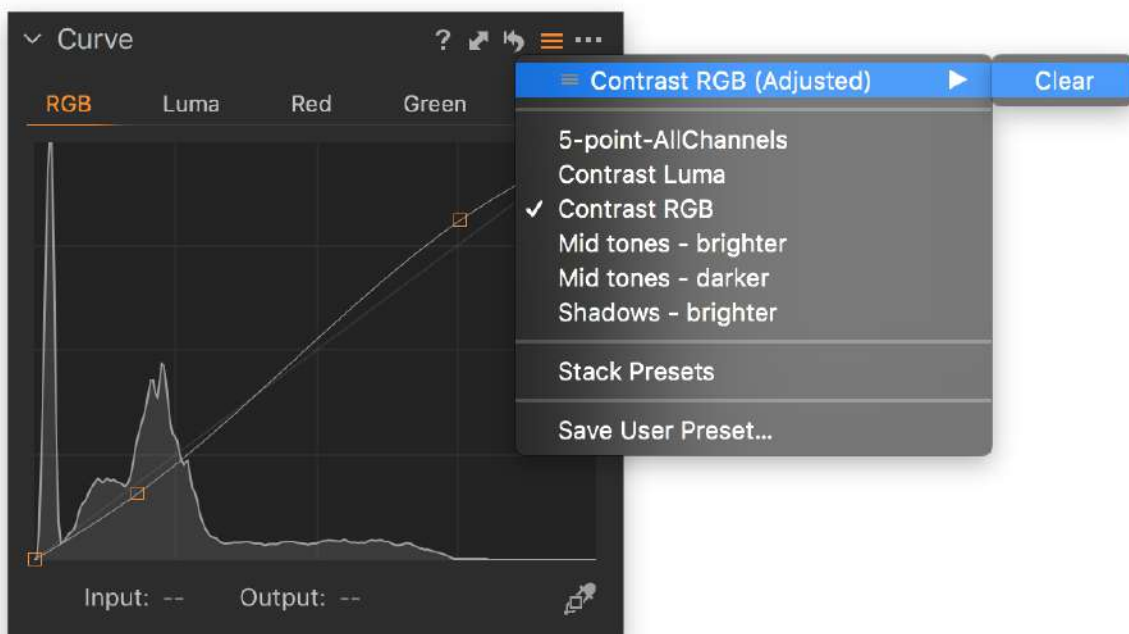 Curve
?
RGB Luma Red Green
Contrast RGB (Adjusted)
Clear
5-point-AllChannels
Contrast Luma
Contrast RGB
Mid tones - brighter
Mid tones - darker
Shadows - brighter
Stack Presets
Save User Preset...
Input: -- Output: --